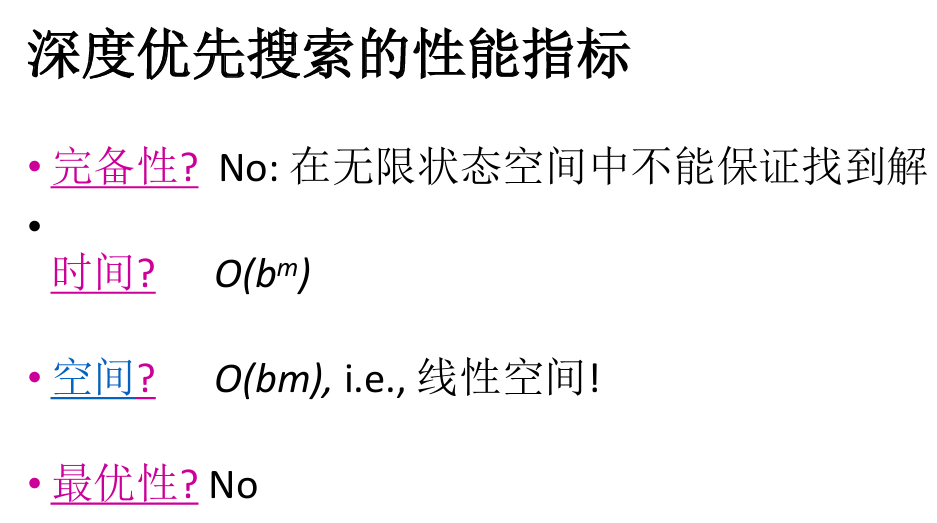 深度优先搜索的性能指标
• 完备性? No: 在无限状态空间中不能保证找到解
•
时间? O(bᵐ)
• 空间? O(bm), i.e., 线性空间!
• 最优性? No